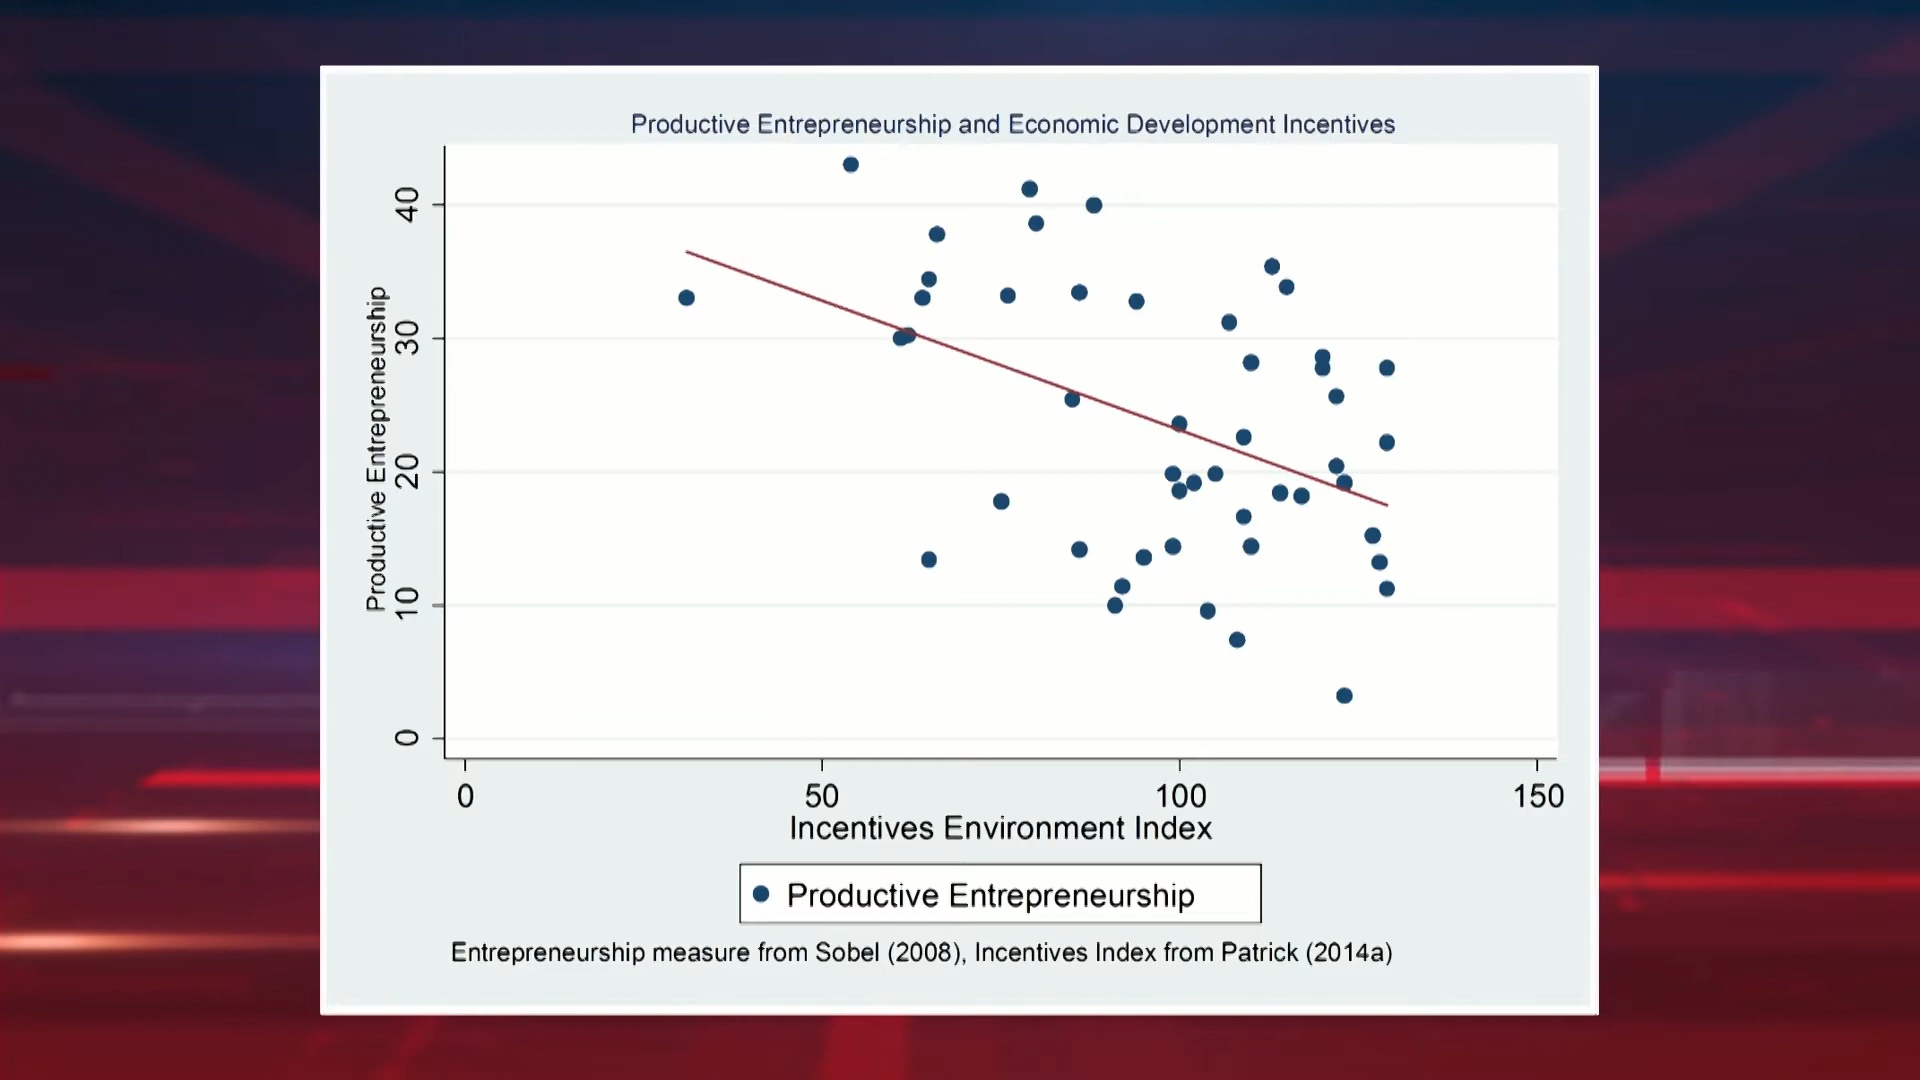 Productive Entrepreneurship and Economic Development Incentives
Productive Entrepreneurship
40
30
20
10
0
0 50 100 150
Incentives Environment Index
Productive Entrepreneurship
Entrepreneurship measure from Sobel (2008), Incentives Index from Patrick (2014a)